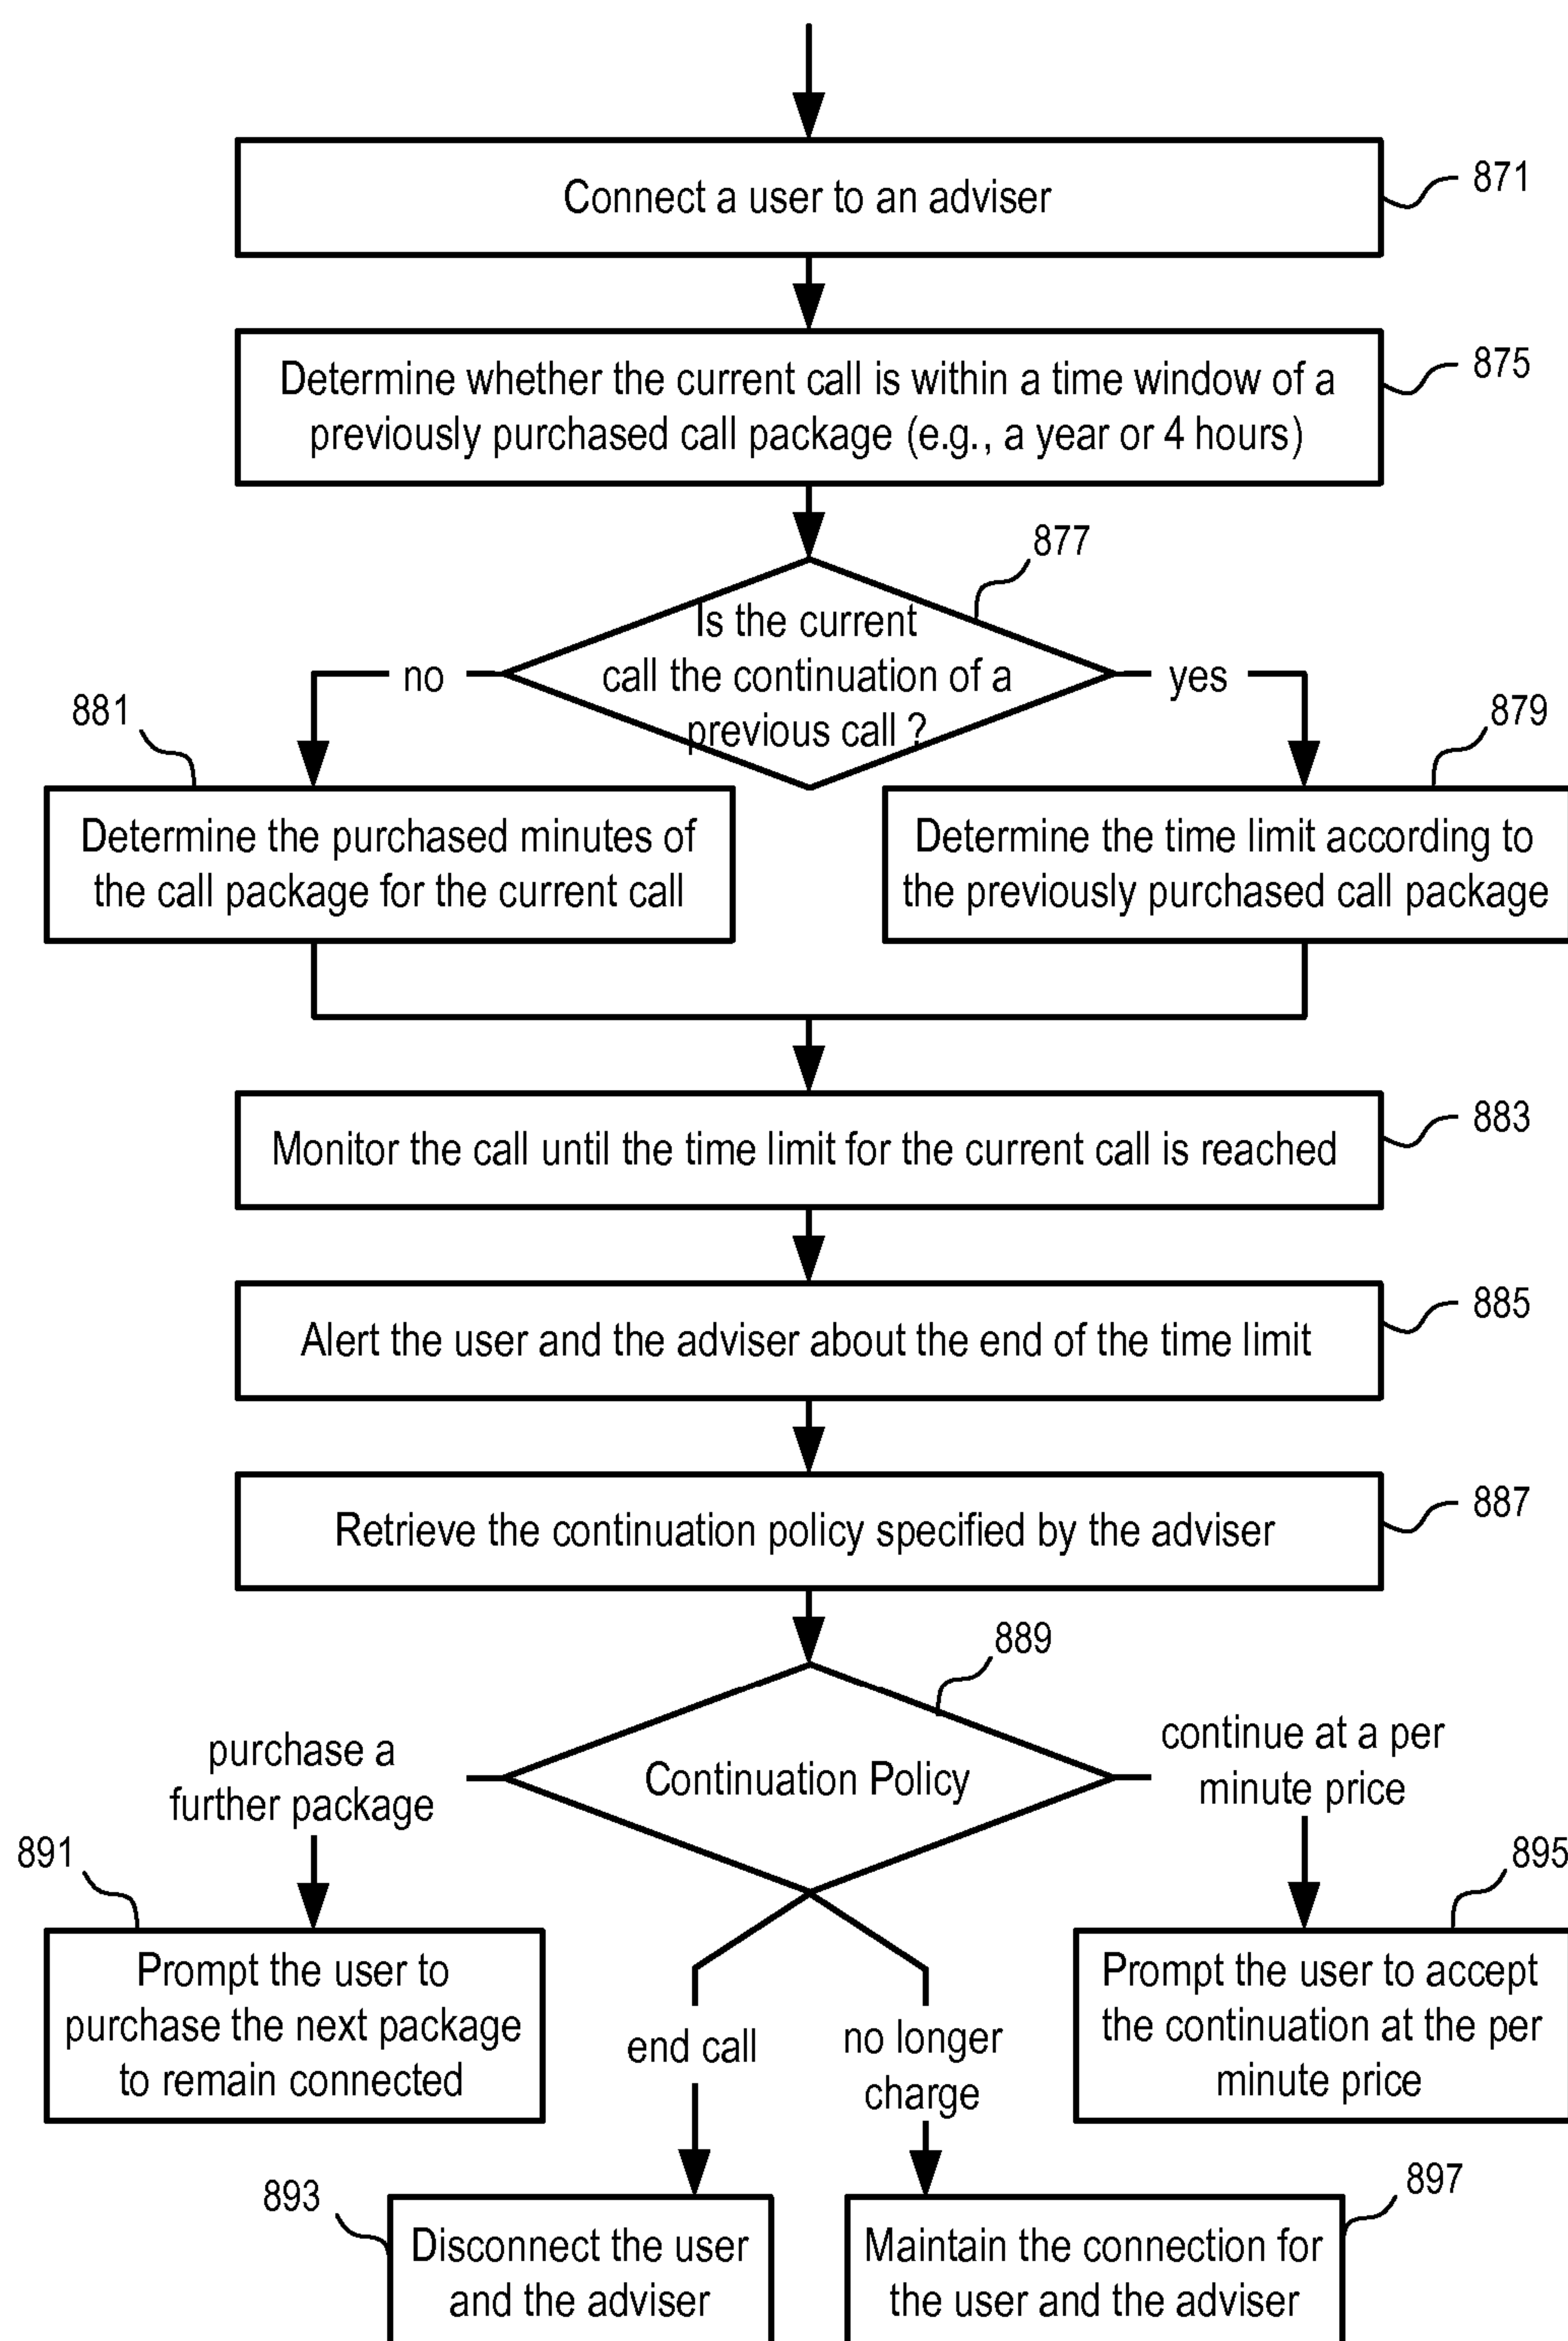 Connect a user to an adviser
871
Determine whether the current call is within a time window of a
previously purchased call package (e.g., a year or 4 hours)
875
877
Is the current
call the continuation of a
previous call ?
no
yes
881
879
Determine the purchased minutes of
the call package for the current call
Determine the time limit according to
the previously purchased call package
Monitor the call until the time limit for the current call is reached
883
Alert the user and the adviser about the end of the time limit
885
Retrieve the continuation policy specified by the adviser
887
889
Continuation Policy
purchase a
further package
continue at a per
minute price
891
895
Prompt the user to
purchase the next package
to remain connected
end call
no longer
charge
Prompt the user to accept
the continuation at the per
minute price
893
897
Disconnect the user
and the adviser
Maintain the connection for
the user and the adviser